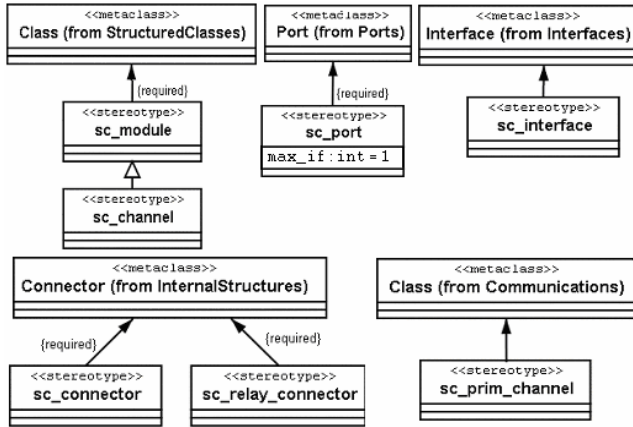 <<metaclass>>
Class (from StructuredClasses)
<<metaclass>>
Port (from Ports)
<<metaclass>>
Interface (from Interfaces)
{required}
{required}
<<stereotype>>
sc_module
<<stereotype>>
sc_port
max_if:int = 1
<<stereotype>>
sc_interface
<<stereotype>>
sc_channel
<<metaclass>>
Connector (from InternalStructures)
<<metaclass>>
Class (from Communications)
{required}
{required}
<<stereotype>>
sc_connector
<<stereotype>>
sc_relay_connector
<<stereotype>>
sc_prim_channel